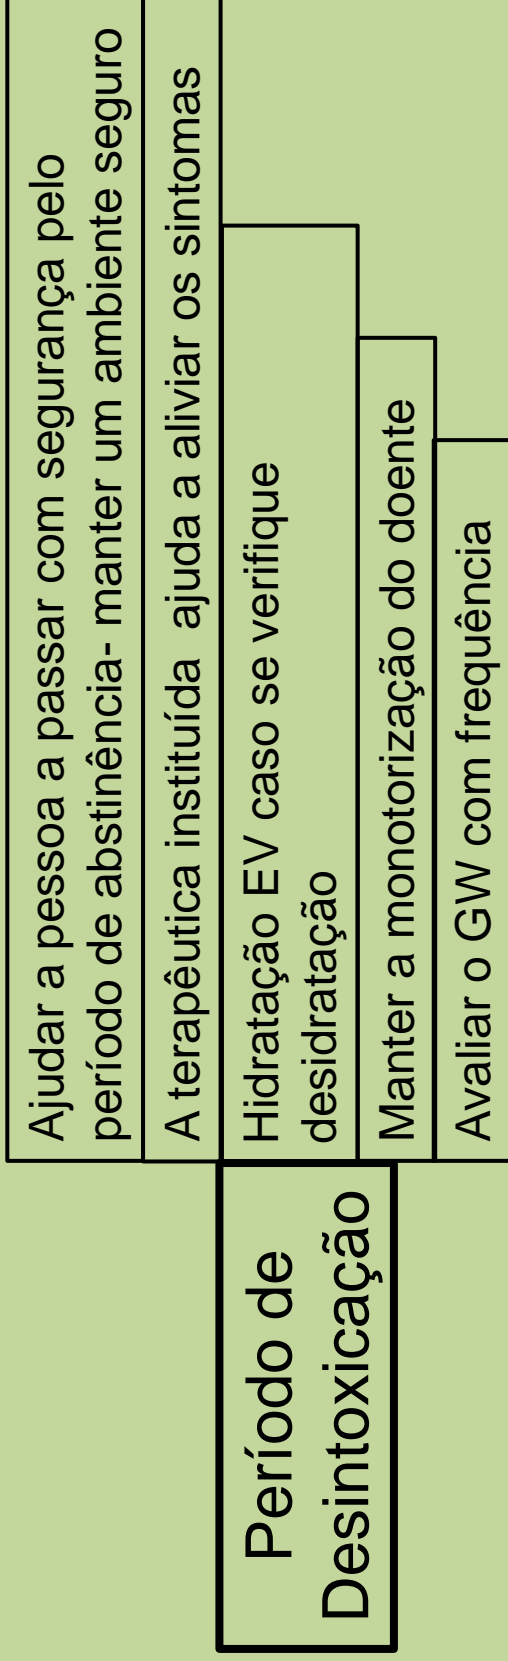 Ajudar a pessoa a passar com segurança pelo
período de abstinência- manter um ambiente seguro
A terapêutica instituída  ajuda a aliviar os sintomas
Hidratação EV caso se verifique
desidratação
Manter a monotorização do doente
Avaliar o GW com frequência
Período de
Desintoxicação